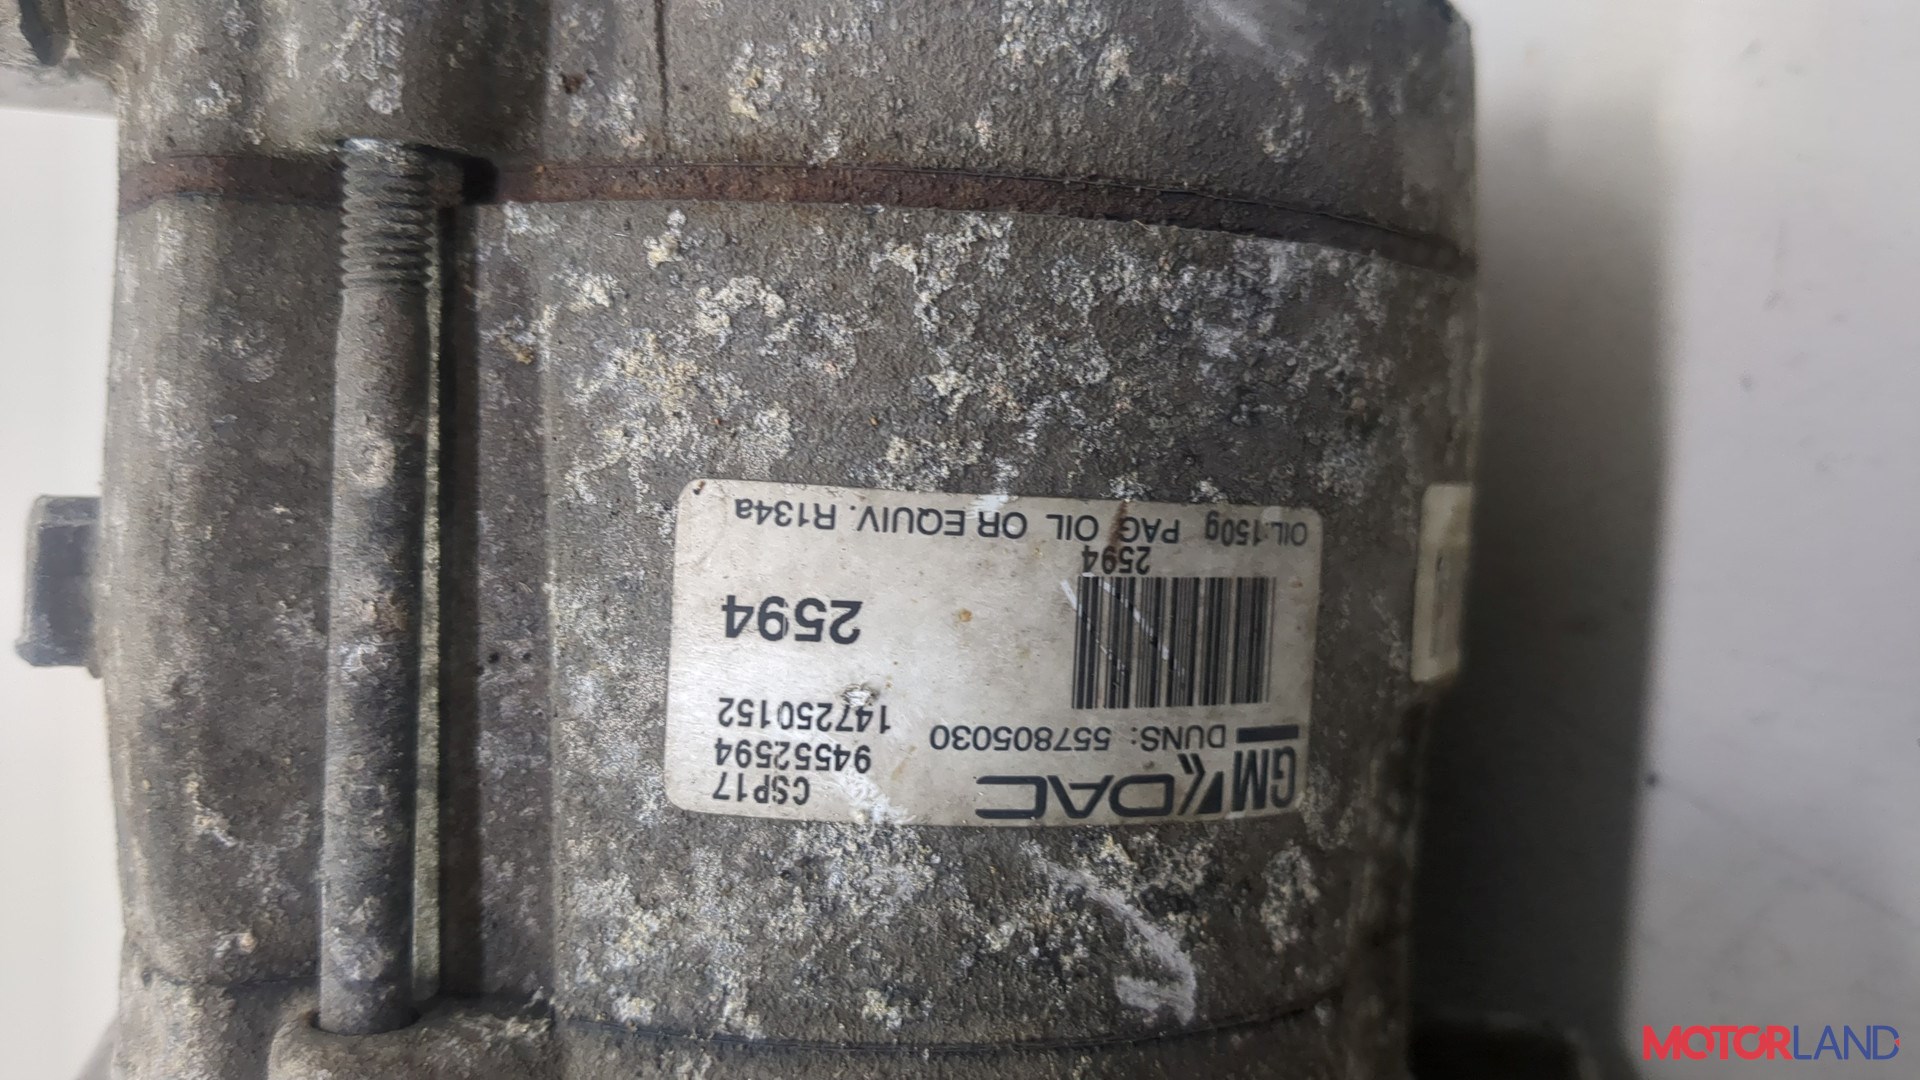 GM DAC
DUNS: 557805030
CSP17
94552594
147250152
2594
2594
OIL:150g PAG OIL OR EQUIV. R134a
MOTORLAND